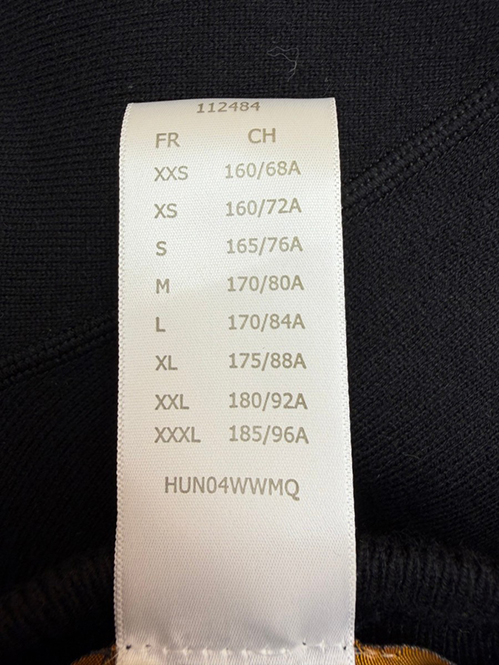 112484
FR CH
XXS 160/68A
XS 160/72A
S 165/76A
M 170/80A
L 170/84A
XL 175/88A
XXL 180/92A
XXXL 185/96A
HUN04WWMQ